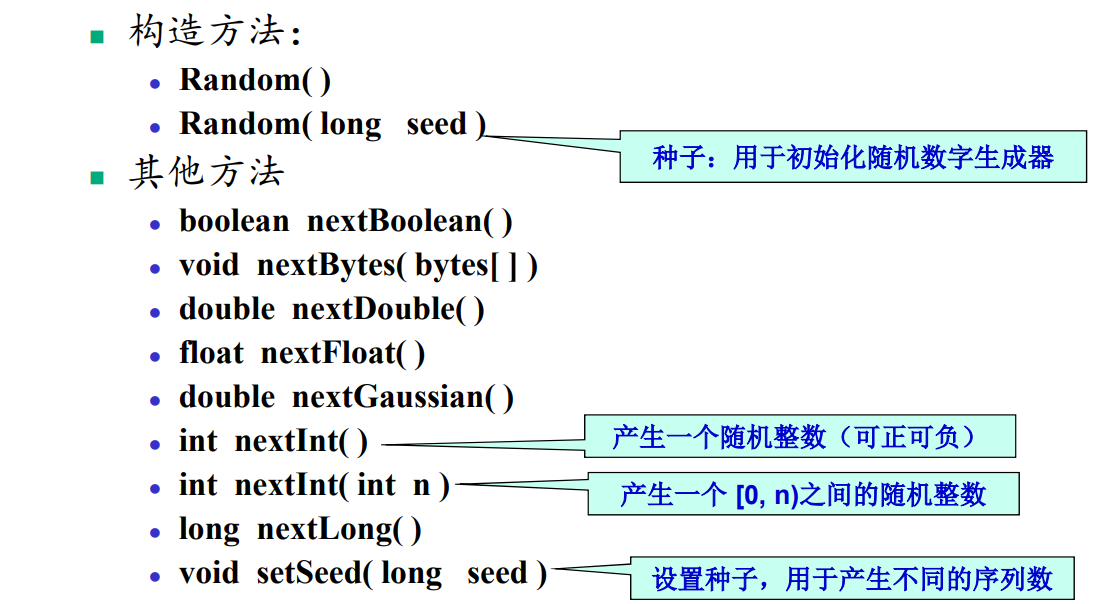 构造方法：
Random( )
Random( long seed )
种子：用于初始化随机数字生成器
其他方法
boolean nextBoolean( )
void nextBytes( bytes[ ] )
double nextDouble( )
float nextFloat( )
double nextGaussian( )
int nextInt( )
产生一个随机整数（可正可负）
int nextInt( int n )
产生一个 [0, n)之间的随机整数
long nextLong( )
void setSeed( long seed )
设置种子，用于产生不同的序列数